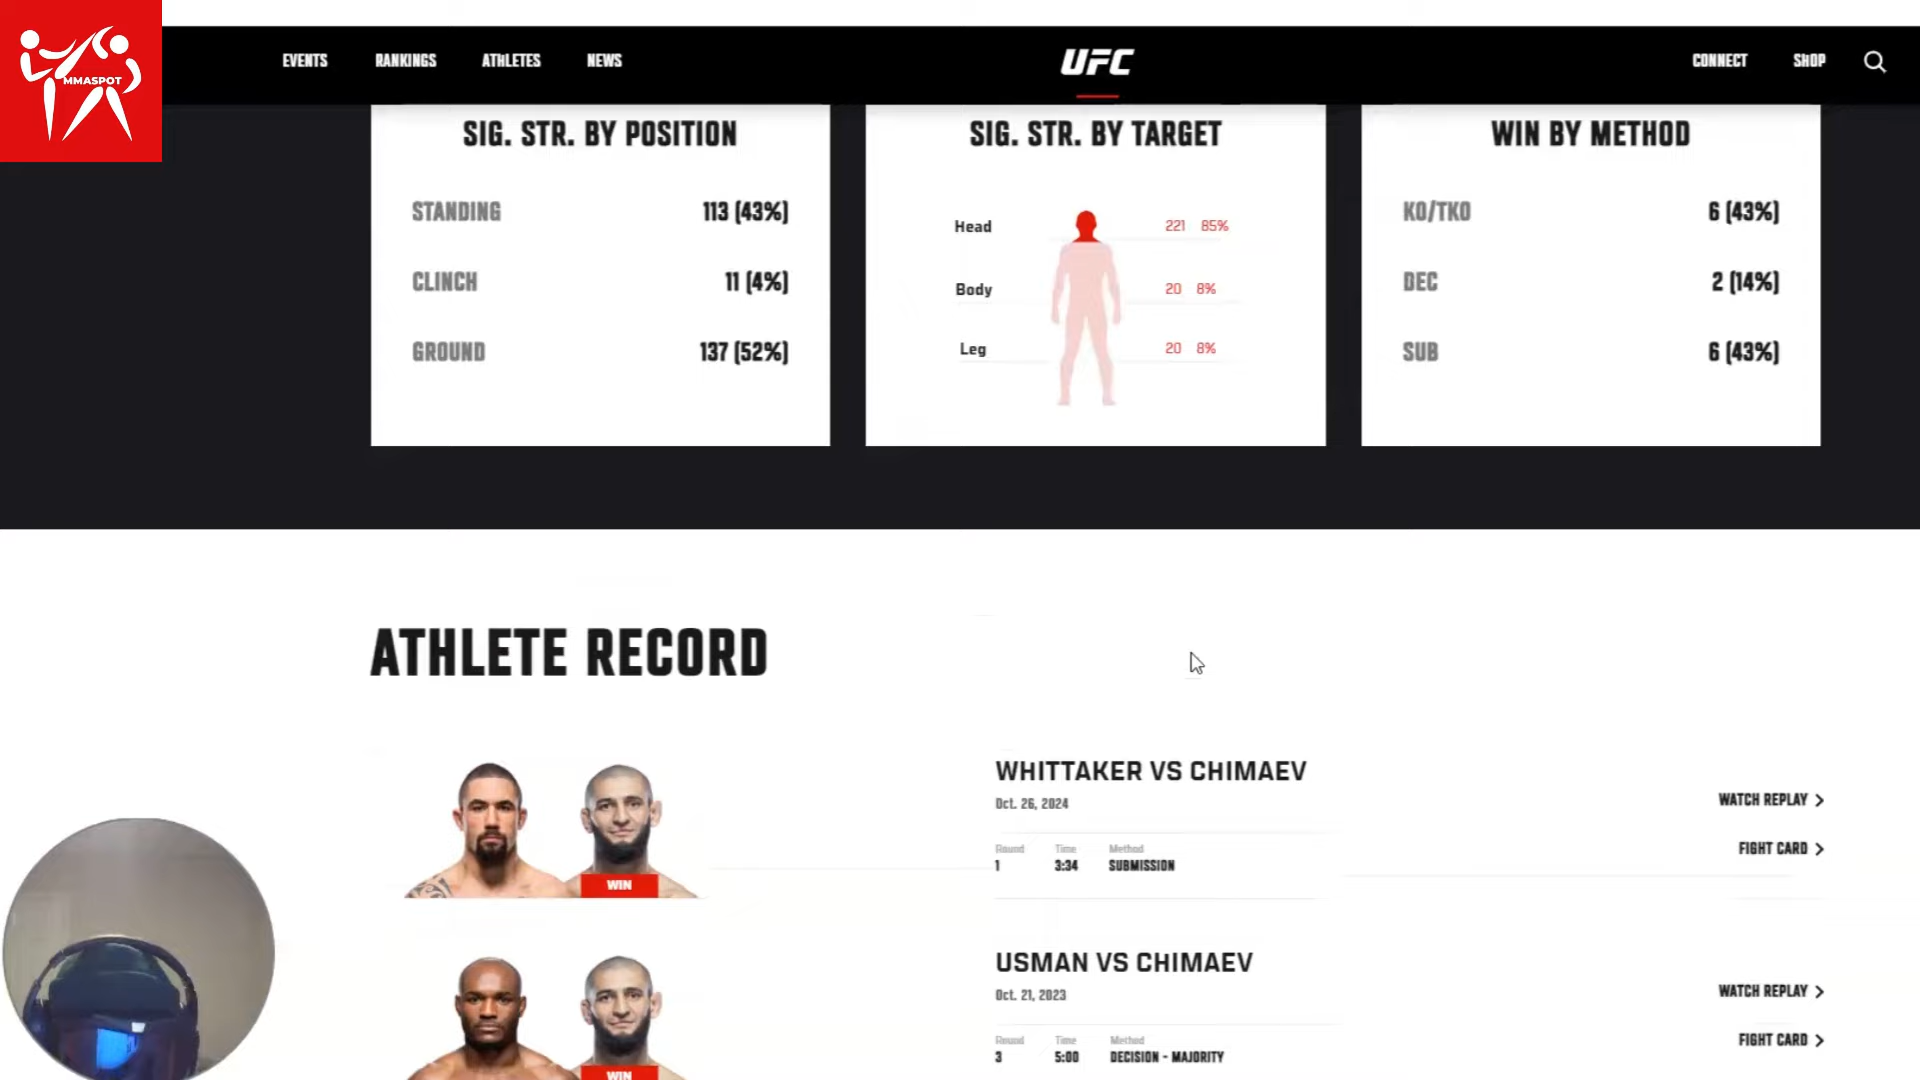 MMASPOT
EVENTS RANKINGS ATHLETES NEWS UFC CONNECT SHOP
SIG. STR. BY POSITION
STANDING 113 (43%)
CLINCH 11 (4%)
GROUND 137 (52%)
SIG. STR. BY TARGET
Head 221 85%
Body 20 8%
Leg 20 8%
WIN BY METHOD
KO/TKO 6 (43%)
DEC 2 (14%)
SUB 6 (43%)
ATHLETE RECORD
WIN
WHITTAKER VS CHIMAEV
Oct. 26, 2024
Round Time Method
1 3:34 SUBMISSION
WATCH REPLAY
FIGHT CARD
WIN
USMAN VS CHIMAEV
Oct. 21, 2023
Round Time Method
3 5:00 DECISION - MAJORITY
WATCH REPLAY
FIGHT CARD